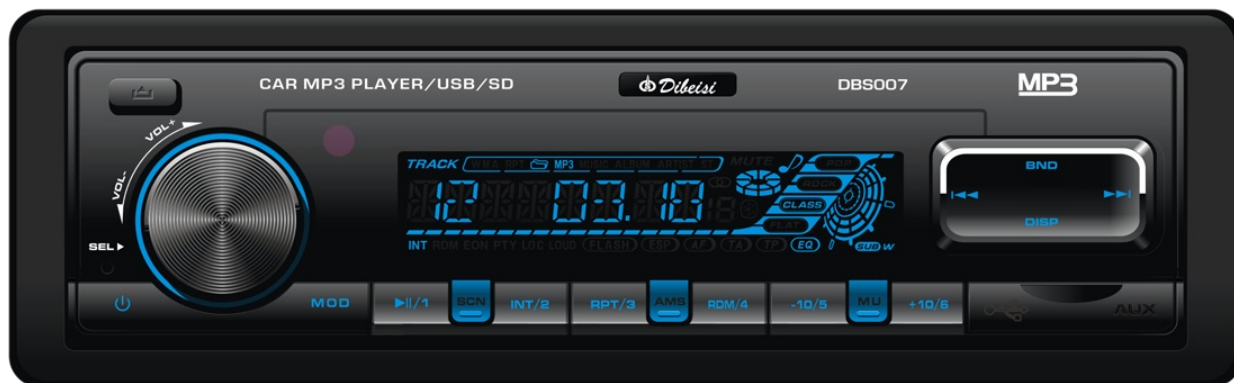 CAR MP3 PLAYER/USB/SD
Dibeisi
DBS007
MP3
VOL+
VOL-
SEL
TRACK
WMA RPT MP3 MUSIC ALBUM ARTIST ST
MUTE
POP
ROCK
CLASS
FLAT
12 03.10
INT RDM EON PTY LOC LOUD FLASH ESP AF TA TP EQ
SUB W
BND
DISP
MOD
/1
SCN
INT/2
RPT/3
AMS
RDM/4
-10/5
MU
+10/6
AUX